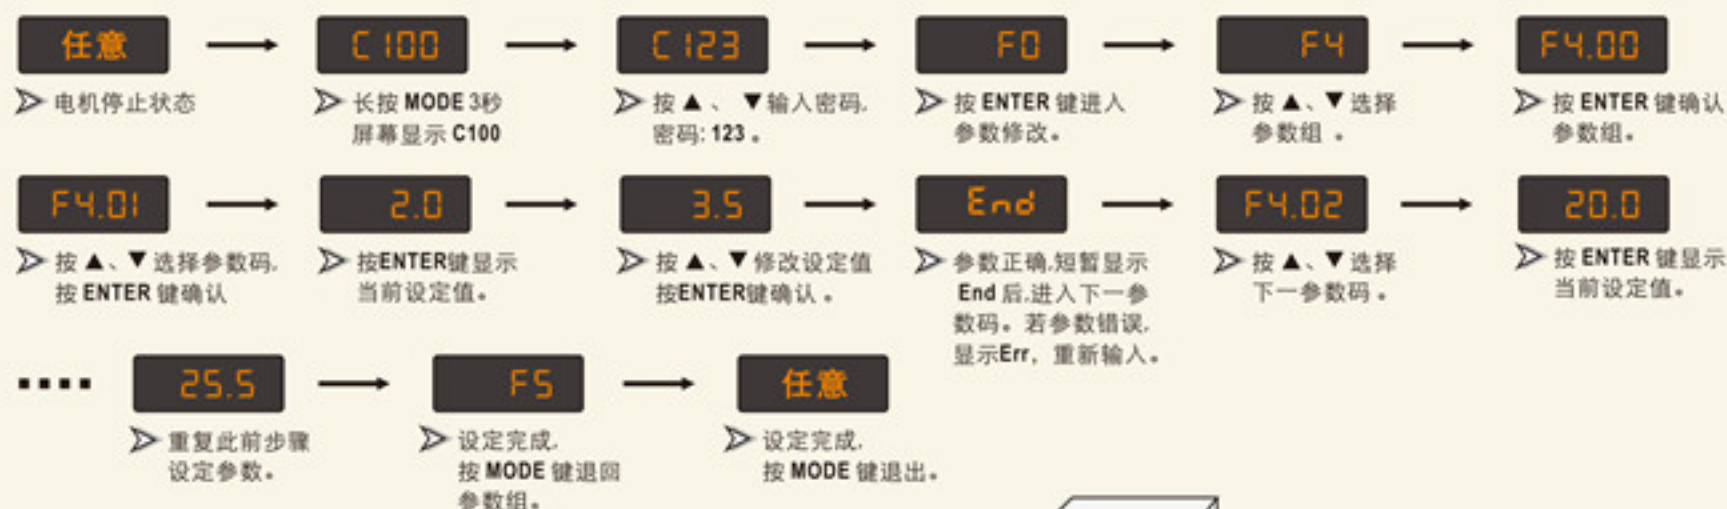 任意 C100 C123 F0 F4 F4.00
电机停止状态
长按 MODE 3秒
屏幕显示 C100
按 ▲、 ▼输入密码.
密码: 123 。
按 ENTER 键进入
参数修改。
按 ▲、▼ 选择
参数组 。
按 ENTER 键确认
参数组。
F4.01 2.0 3.5 End F4.02 20.0
按 ▲、▼ 选择参数码.
按 ENTER 键确认
按ENTER键显示
当前设定值。
按 ▲、▼ 修改设定值
按ENTER键确认 。
参数正确.短暂显示
End 后.进入下一参
数码。若参数错误.
显示Err, 重新输入。
按 ▲、▼ 选择
下一参数码 。
按 ENTER 键显示
当前设定值。
25.5 F5 任意
重复此前步骤
设定参数。
设定完成.
按 MODE 键退回
参数组。
设定完成.
按 MODE 键退出。